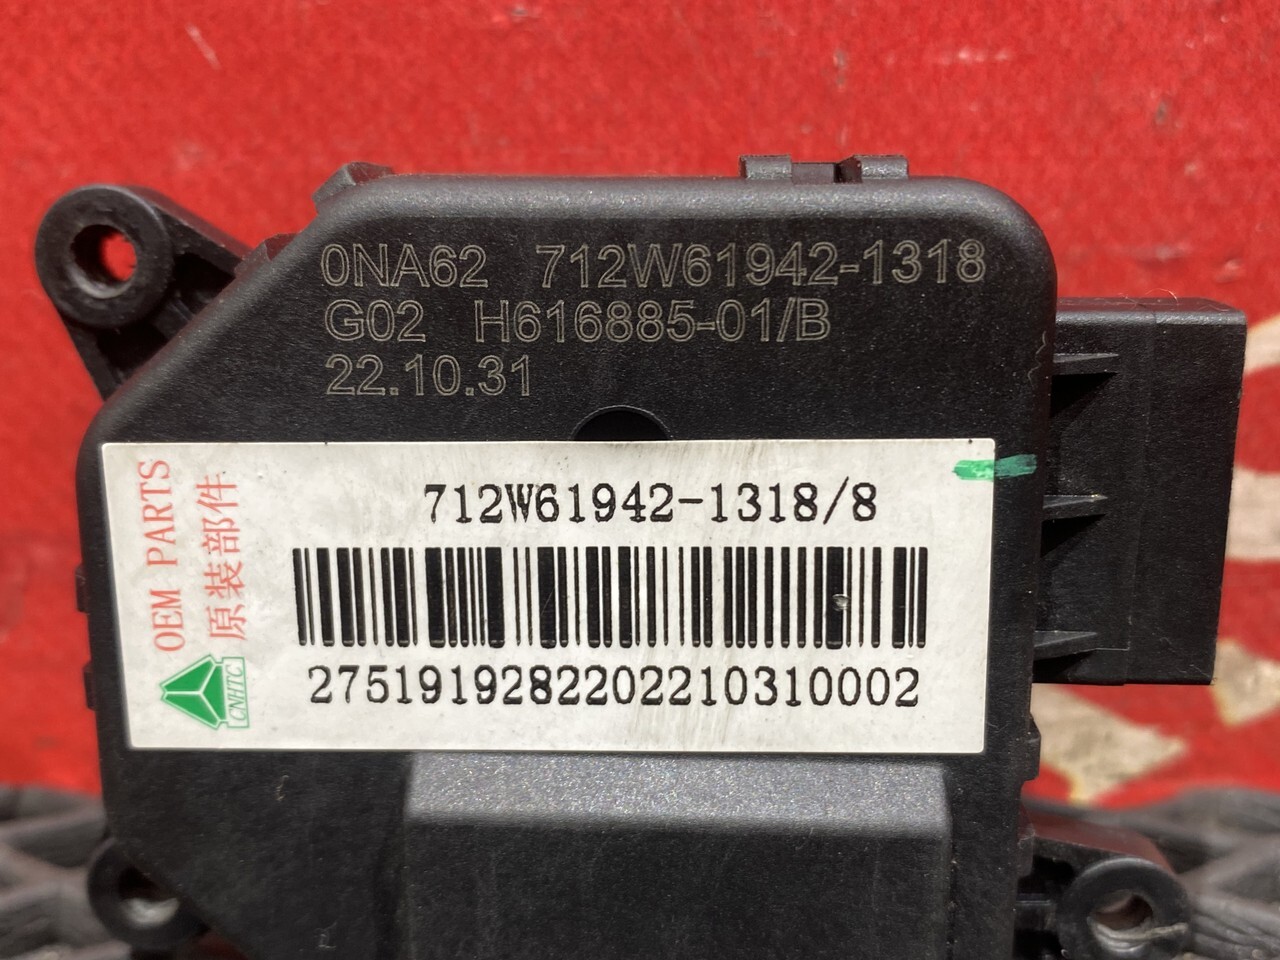 0NA62 712W61942-1318
G02 H616885-01/B
22.10.31
OEM PARTS
原装部件
CNHTC
712W61942-1318/8
2751919282202210310002